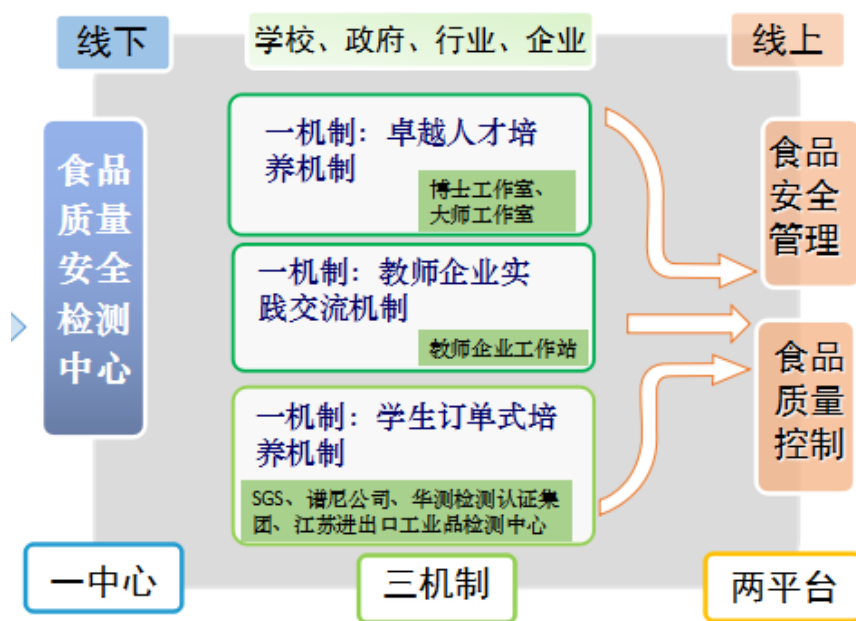 线下
学校、政府、行业、企业
线上
食品
质量
安全
检测
中心
一机制：卓越人才培
养机制
博士工作室、
大师工作室
一机制：教师企业实
践交流机制
教师企业工作站
一机制：学生订单式培
养机制
SGS、谱尼公司、华测检测认证集
团、江苏进出口工业品检测中心
食品
安全
管理
食品
质量
控制
一中心
三机制
两平台